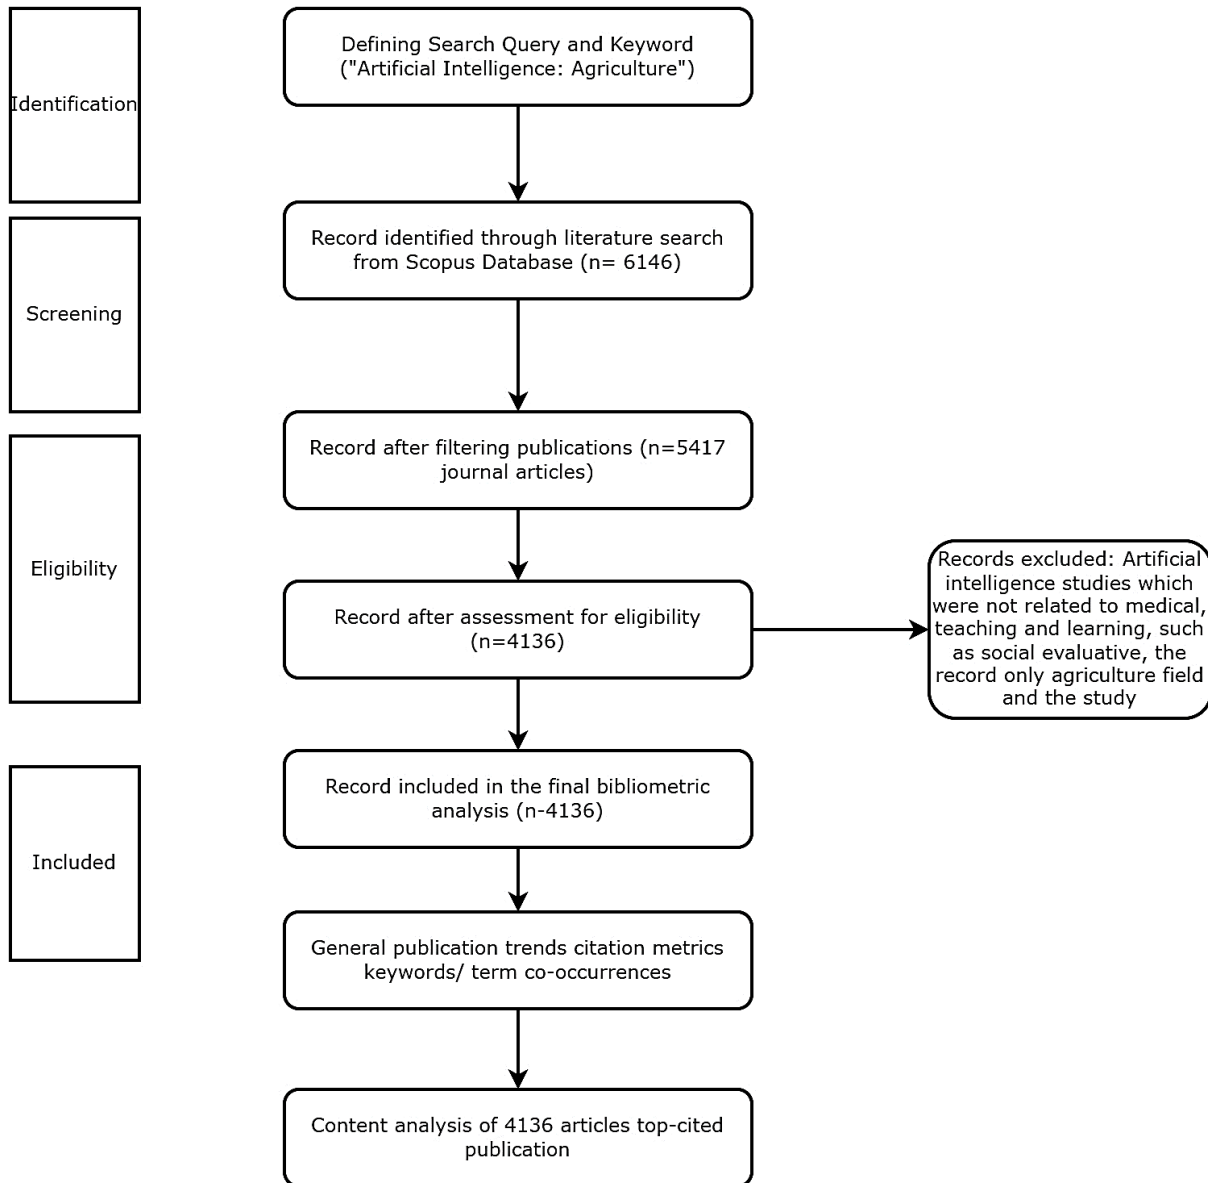 Identification
Defining Search Query and Keyword
("Artificial Intelligence: Agriculture")
Screening
Record identified through literature search
from Scopus Database (n= 6146)
Eligibility
Record after filtering publications (n=5417
journal articles)
Record after assessment for eligibility
(n=4136)
Records excluded: Artificial
intelligence studies which
were not related to medical,
teaching and learning, such
as social evaluative, the
record only agriculture field
and the study
Included
Record included in the final bibliometric
analysis (n-4136)
General publication trends citation metrics
keywords/ term co-occurrences
Content analysis of 4136 articles top-cited
publication